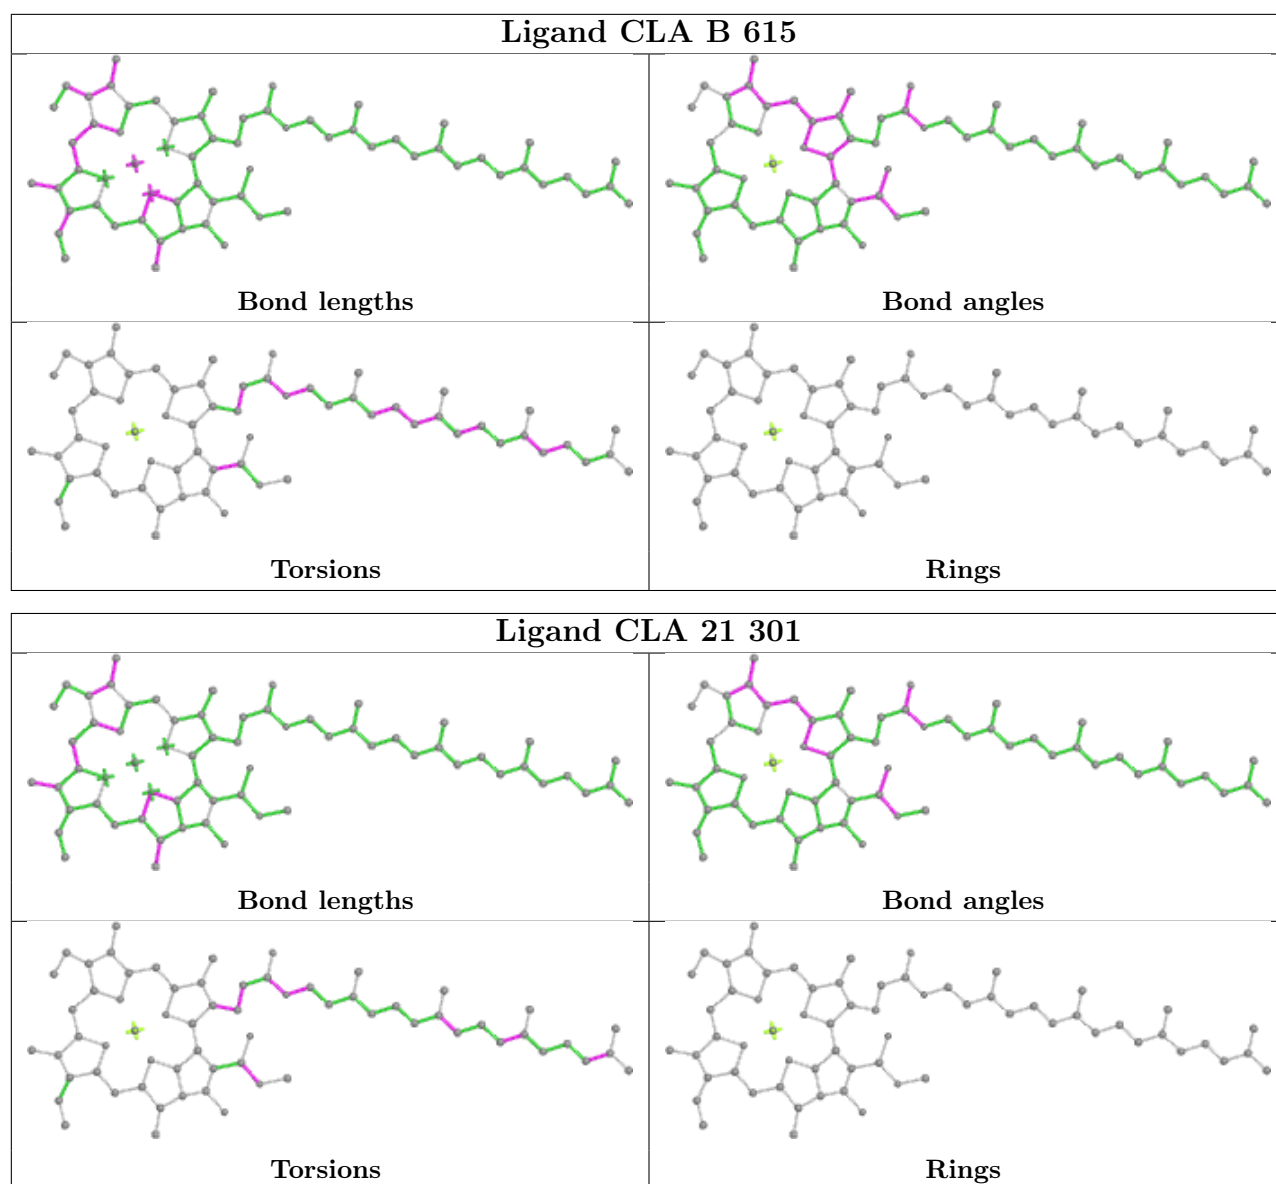 Ligand CLA B 615
Bond lengths
Bond angles
Torsions
Rings
Ligand CLA 21 301
Bond lengths
Bond angles
Torsions
Rings